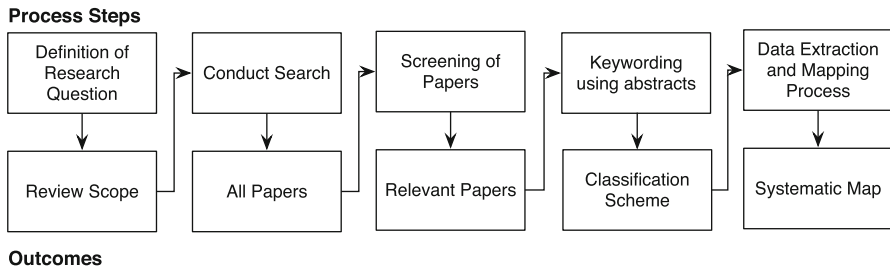 Process Steps
Definition of
Research
Question
Conduct Search
Screening of
Papers
Keywording
using abstracts
Data Extraction
and Mapping
Process
Review Scope
All Papers
Relevant Papers
Classification
Scheme
Systematic Map
Outcomes